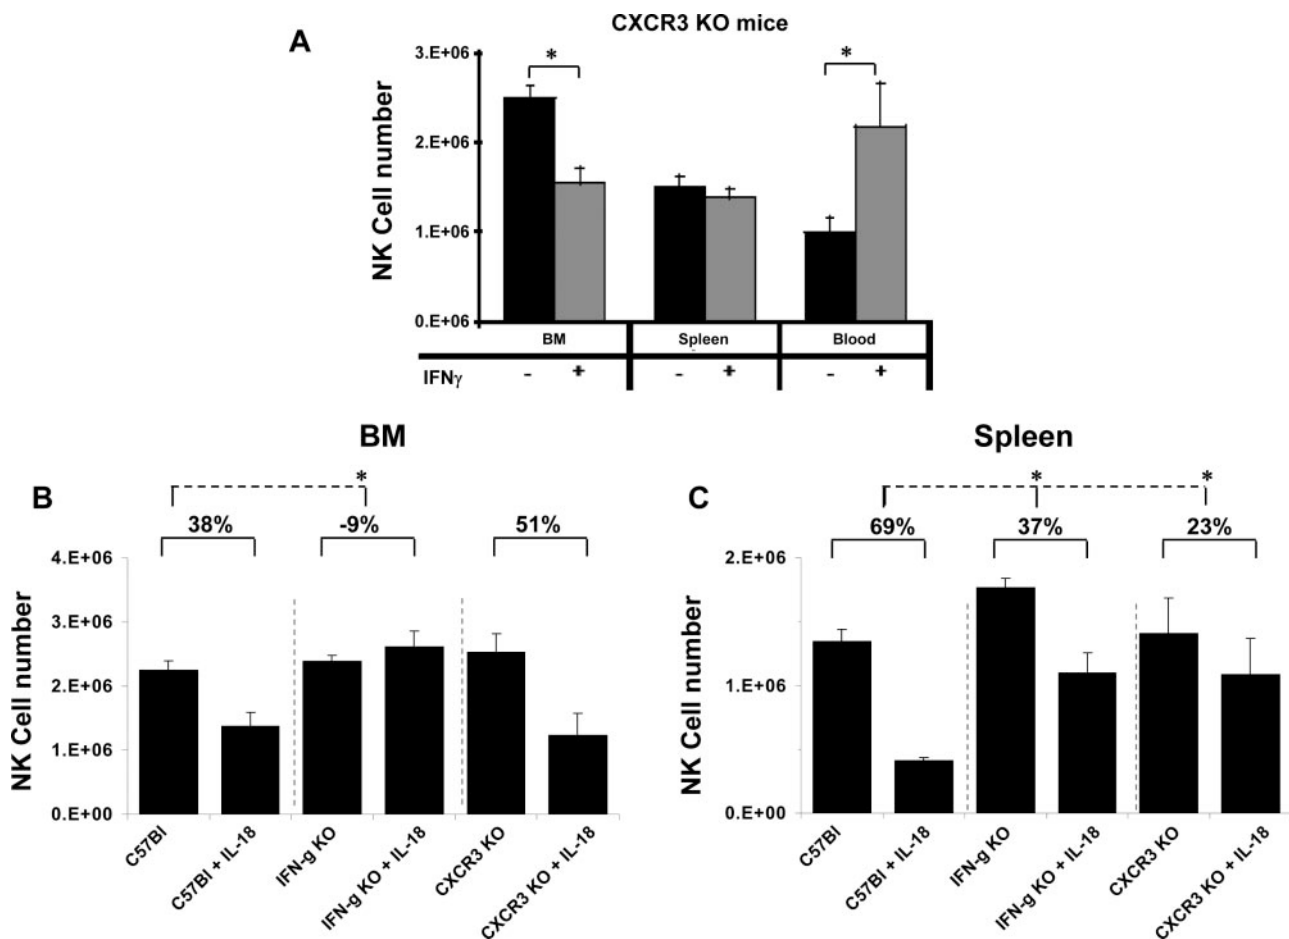 A
CXCR3 KO mice
NK Cell number
3.E+06
2.E+06
1.E+06
0.E+06
*
*
BM Spleen Blood
IFNγ - + - + - +
BM
B
*
38% -9% 51%
NK Cell number
4.E+06
3.E+06
2.E+06
1.E+06
0.E+00
C57Bl
C57Bl + IL-18
IFN-g KO
IFN-g KO + IL-18
CXCR3 KO
CXCR3 KO + IL-18
Spleen
C
* *
69% 37% 23%
NK Cell number
2.E+06
1.E+06
0.E+00
C57Bl
C57Bl + IL-18
IFN-g KO
IFN-g KO + IL-18
CXCR3 KO
CXCR3 KO + IL-18